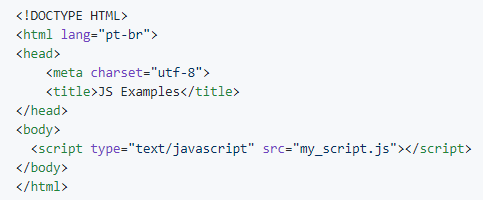 <!DOCTYPE HTML>
<html lang="pt-br">
<head>
    <meta charset="utf-8">
    <title>JS Examples</title>
</head>
<body>
  <script type="text/javascript" src="my_script.js"></script>
</body>
</html>